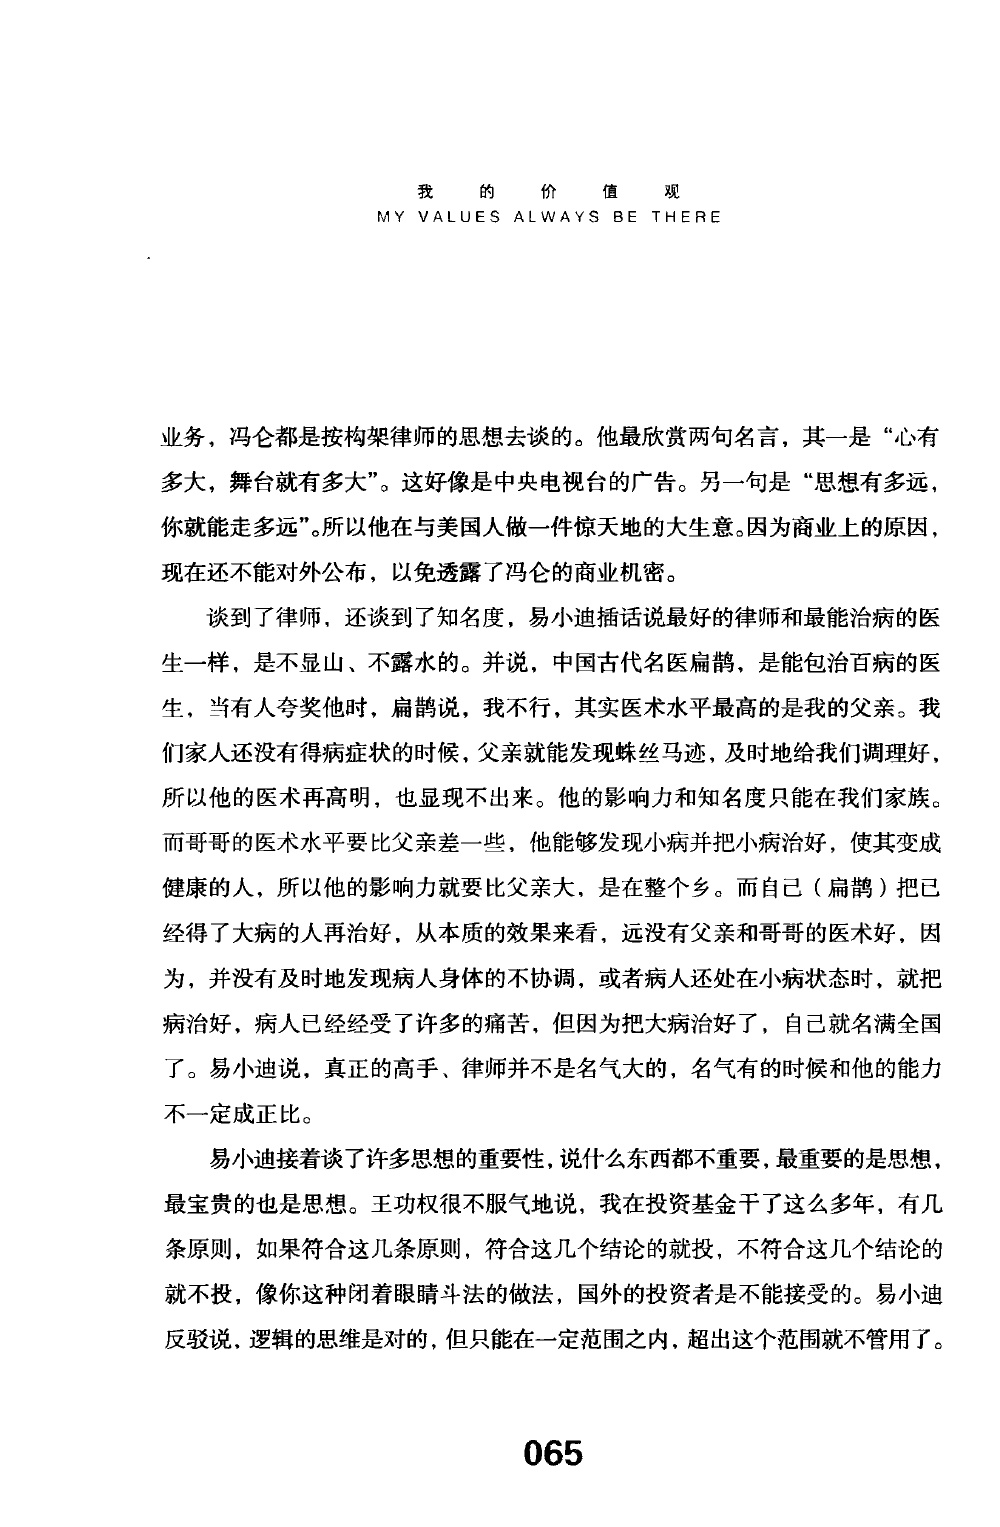 我的价值观
MY VALUES ALWAYS BE THERE
业务，冯仑都是按构架律师的思想去谈的。他最欣赏两句名言，其一是“心有
多大，舞台就有多大”。这好像是中央电视台的广告。另一句是“思想有多远，
你就能走多远”。所以他在与美国人做一件惊天地的大生意。因为商业上的原因，
现在还不能对外公布，以免透露了冯仑的商业机密。
谈到了律师，还谈到了知名度，易小迪插话说最好的律师和最能治病的医
生一样，是不显山、不露水的。并说，中国古代名医扁鹊，是能包治百病的医
生，当有人夸奖他时，扁鹊说，我不行，其实医术水平最高的是我的父亲。我
们家人还没有得病症状的时候，父亲就能发现蛛丝马迹，及时地给我们调理好，
所以他的医术再高明，也显现不出来。他的影响力和知名度只能在我们家族。
而哥哥的医术水平要比父亲差一些，他能够发现小病并把小病治好，使其变成
健康的人，所以他的影响力就要比父亲大，是在整个乡。而自己（扁鹊）把已
经得了大病的人再治好，从本质的效果来看，远没有父亲和哥哥的医术好，因
为，并没有及时地发现病人身体的不协调，或者病人还处在小病状态时，就把
病治好，病人已经经受了许多的痛苦，但因为把大病治好了，自己就名满全国
了。易小迪说，真正的高手、律师并不是名气大的，名气有的时候和他的能力
不一定成正比。
易小迪接着谈了许多思想的重要性，说什么东西都不重要，最重要的是思想，
最宝贵的也是思想。王功权很不服气地说，我在投资基金干了这么多年，有几
条原则，如果符合这几条原则，符合这几个结论的就投，不符合这几个结论的
就不投，像你这种闭着眼睛斗法的做法，国外的投资者是不能接受的。易小迪
反驳说，逻辑的思维是对的，但只能在一定范围之内，超出这个范围就不管用了。
065